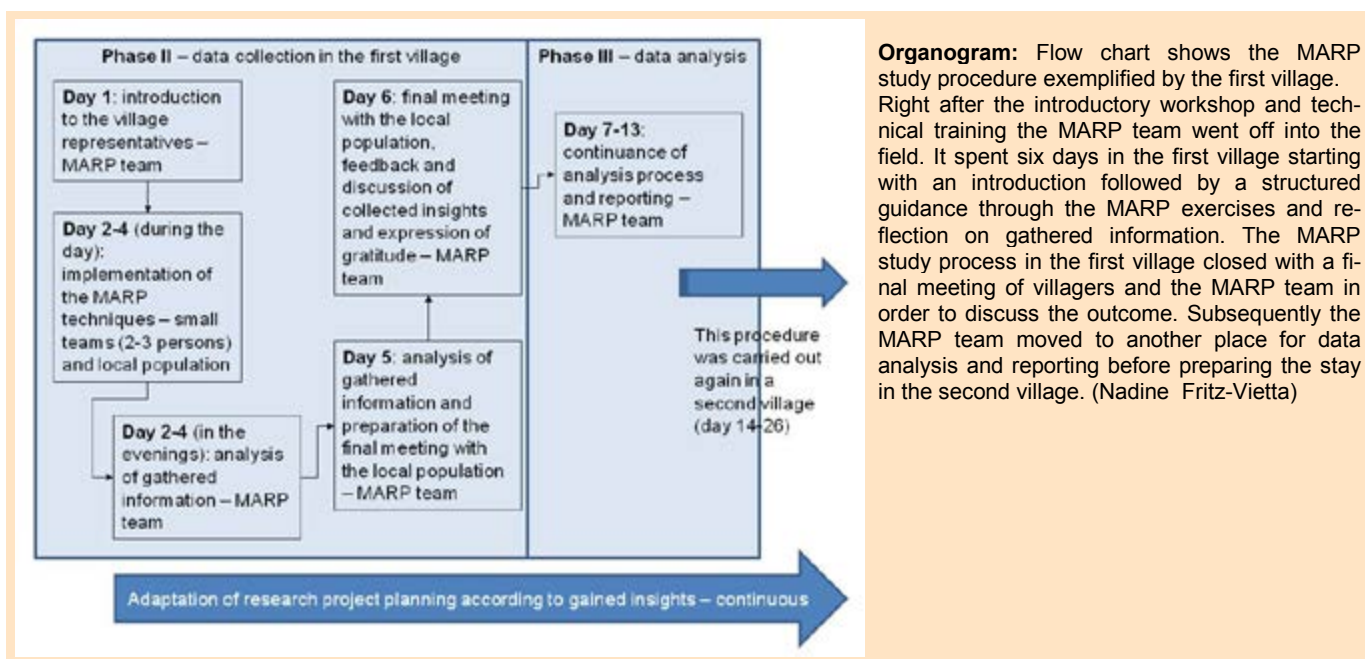 Phase II – data collection in the first village
Day 1: introduction
to the village
representatives –
MARP team
Day 2-4 (during the
day):
implementation of
the MARP
techniques – small
teams (2-3 persons)
and local population
Day 2-4 (in the
evenings): analysis
of gathered
information – MARP
team
Day 5: analysis of
gathered
information and
preparation of the
final meeting with
the local population
– MARP team
Day 6: final meeting
with the local
population,
feedback and
discussion of
collected insights
and expression of
gratitude – MARP
team
Phase III – data analysis
Day 7-13:
continuance of
analysis process
and reporting –
MARP team
This procedure
was carried out
again in a
second village
(day 14-26)
Adaptation of research project planning according to gained insights – continuous
Organogram: Flow chart shows the MARP
study procedure exemplified by the first village.
Right after the introductory workshop and tech-
nical training the MARP team went off into the
field. It spent six days in the first village starting
with an introduction followed by a structured
guidance through the MARP exercises and re-
flection on gathered information. The MARP
study process in the first village closed with a fi-
nal meeting of villagers and the MARP team in
order to discuss the outcome. Subsequently the
MARP team moved to another place for data
analysis and reporting before preparing the stay
in the second village. (Nadine Fritz-Vietta)